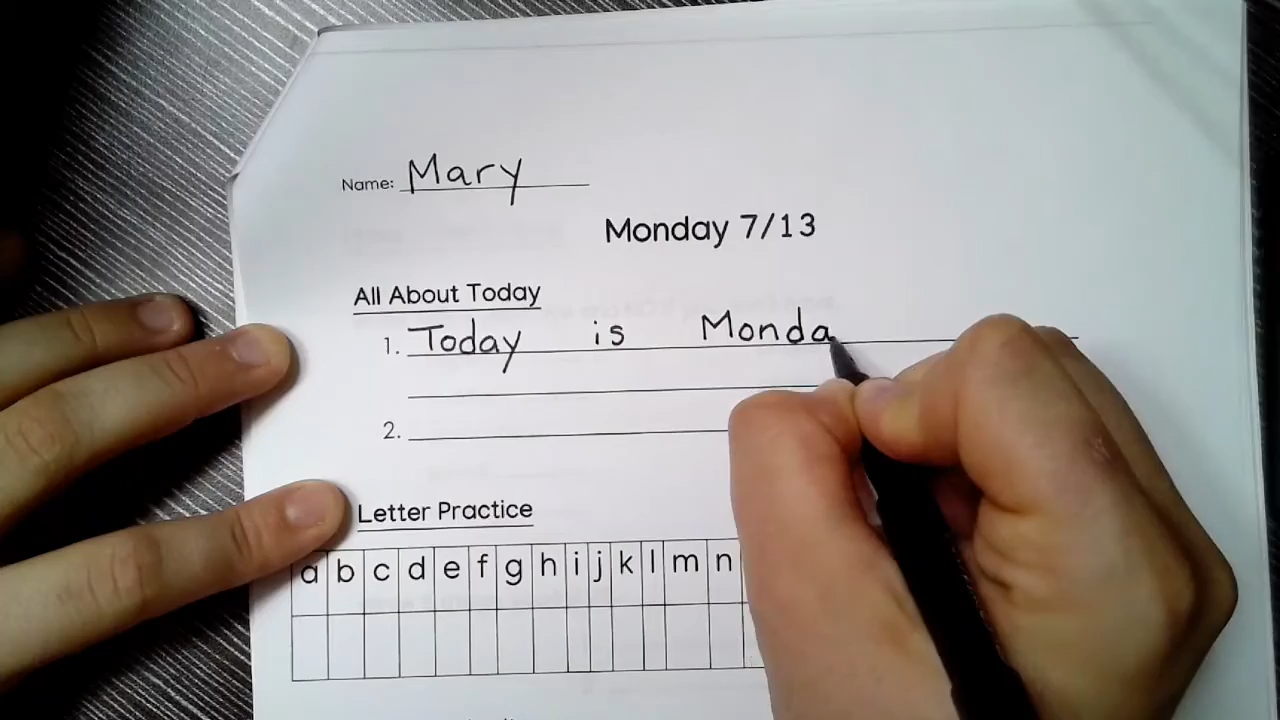 Name: Mary
Monday 7/13
All About Today
1. Today is Monda
2.
Letter Practice
a b c d e f g h i j k l m n